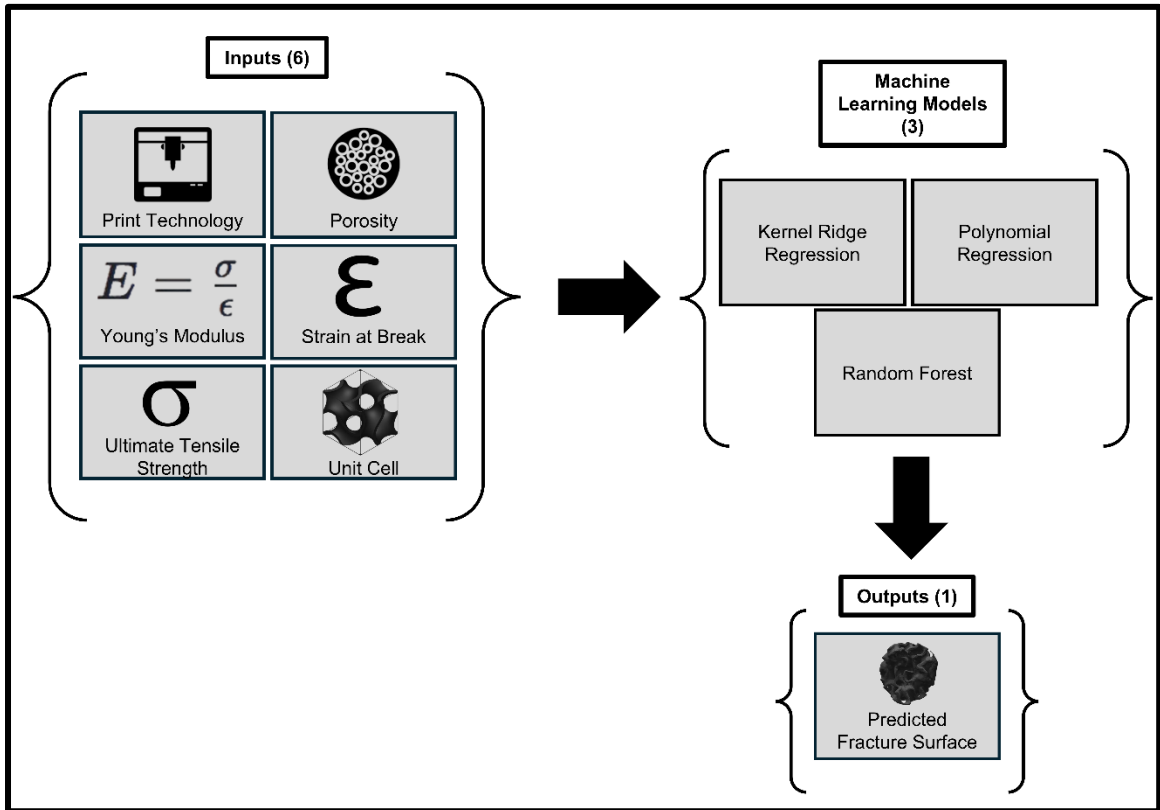 Inputs (6)
Print Technology
Porosity
E = σ/ϵ
Young's Modulus
ε
Strain at Break
σ
Ultimate Tensile
Strength
Unit Cell
Machine
Learning Models
(3)
Kernel Ridge
Regression
Polynomial
Regression
Random Forest
Outputs (1)
Predicted
Fracture Surface